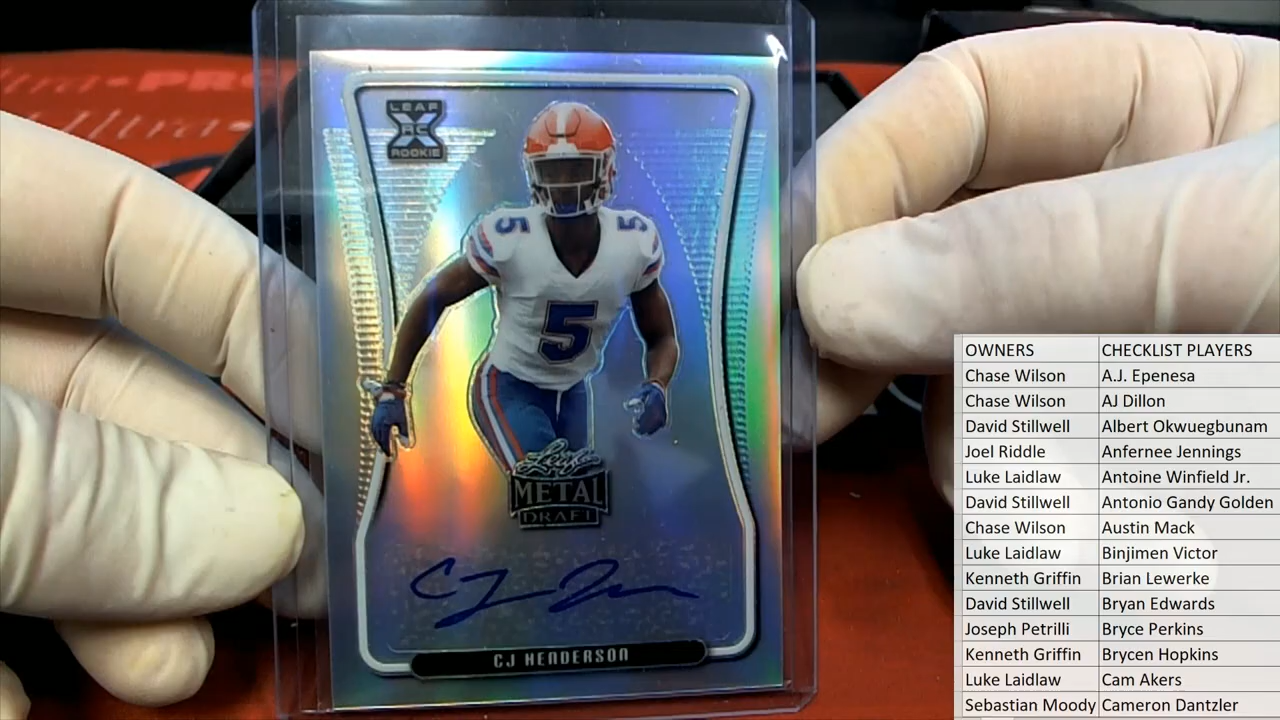 ultra·PRO
Ultra·
LEAF
X
RC
ROOKIE
5 5
5
Leaf
METAL
DRAFT
CJ HENDERSON
OWNERS CHECKLIST PLAYERS
Chase Wilson A.J. Epenesa
Chase Wilson AJ Dillon
David Stillwell Albert Okwuegbunam
Joel Riddle Anfernee Jennings
Luke Laidlaw Antoine Winfield Jr.
David Stillwell Antonio Gandy Golden
Chase Wilson Austin Mack
Luke Laidlaw Binjimen Victor
Kenneth Griffin Brian Lewerke
David Stillwell Bryan Edwards
Joseph Petrilli Bryce Perkins
Kenneth Griffin Brycen Hopkins
Luke Laidlaw Cam Akers
Sebastian Moody Cameron Dantzler